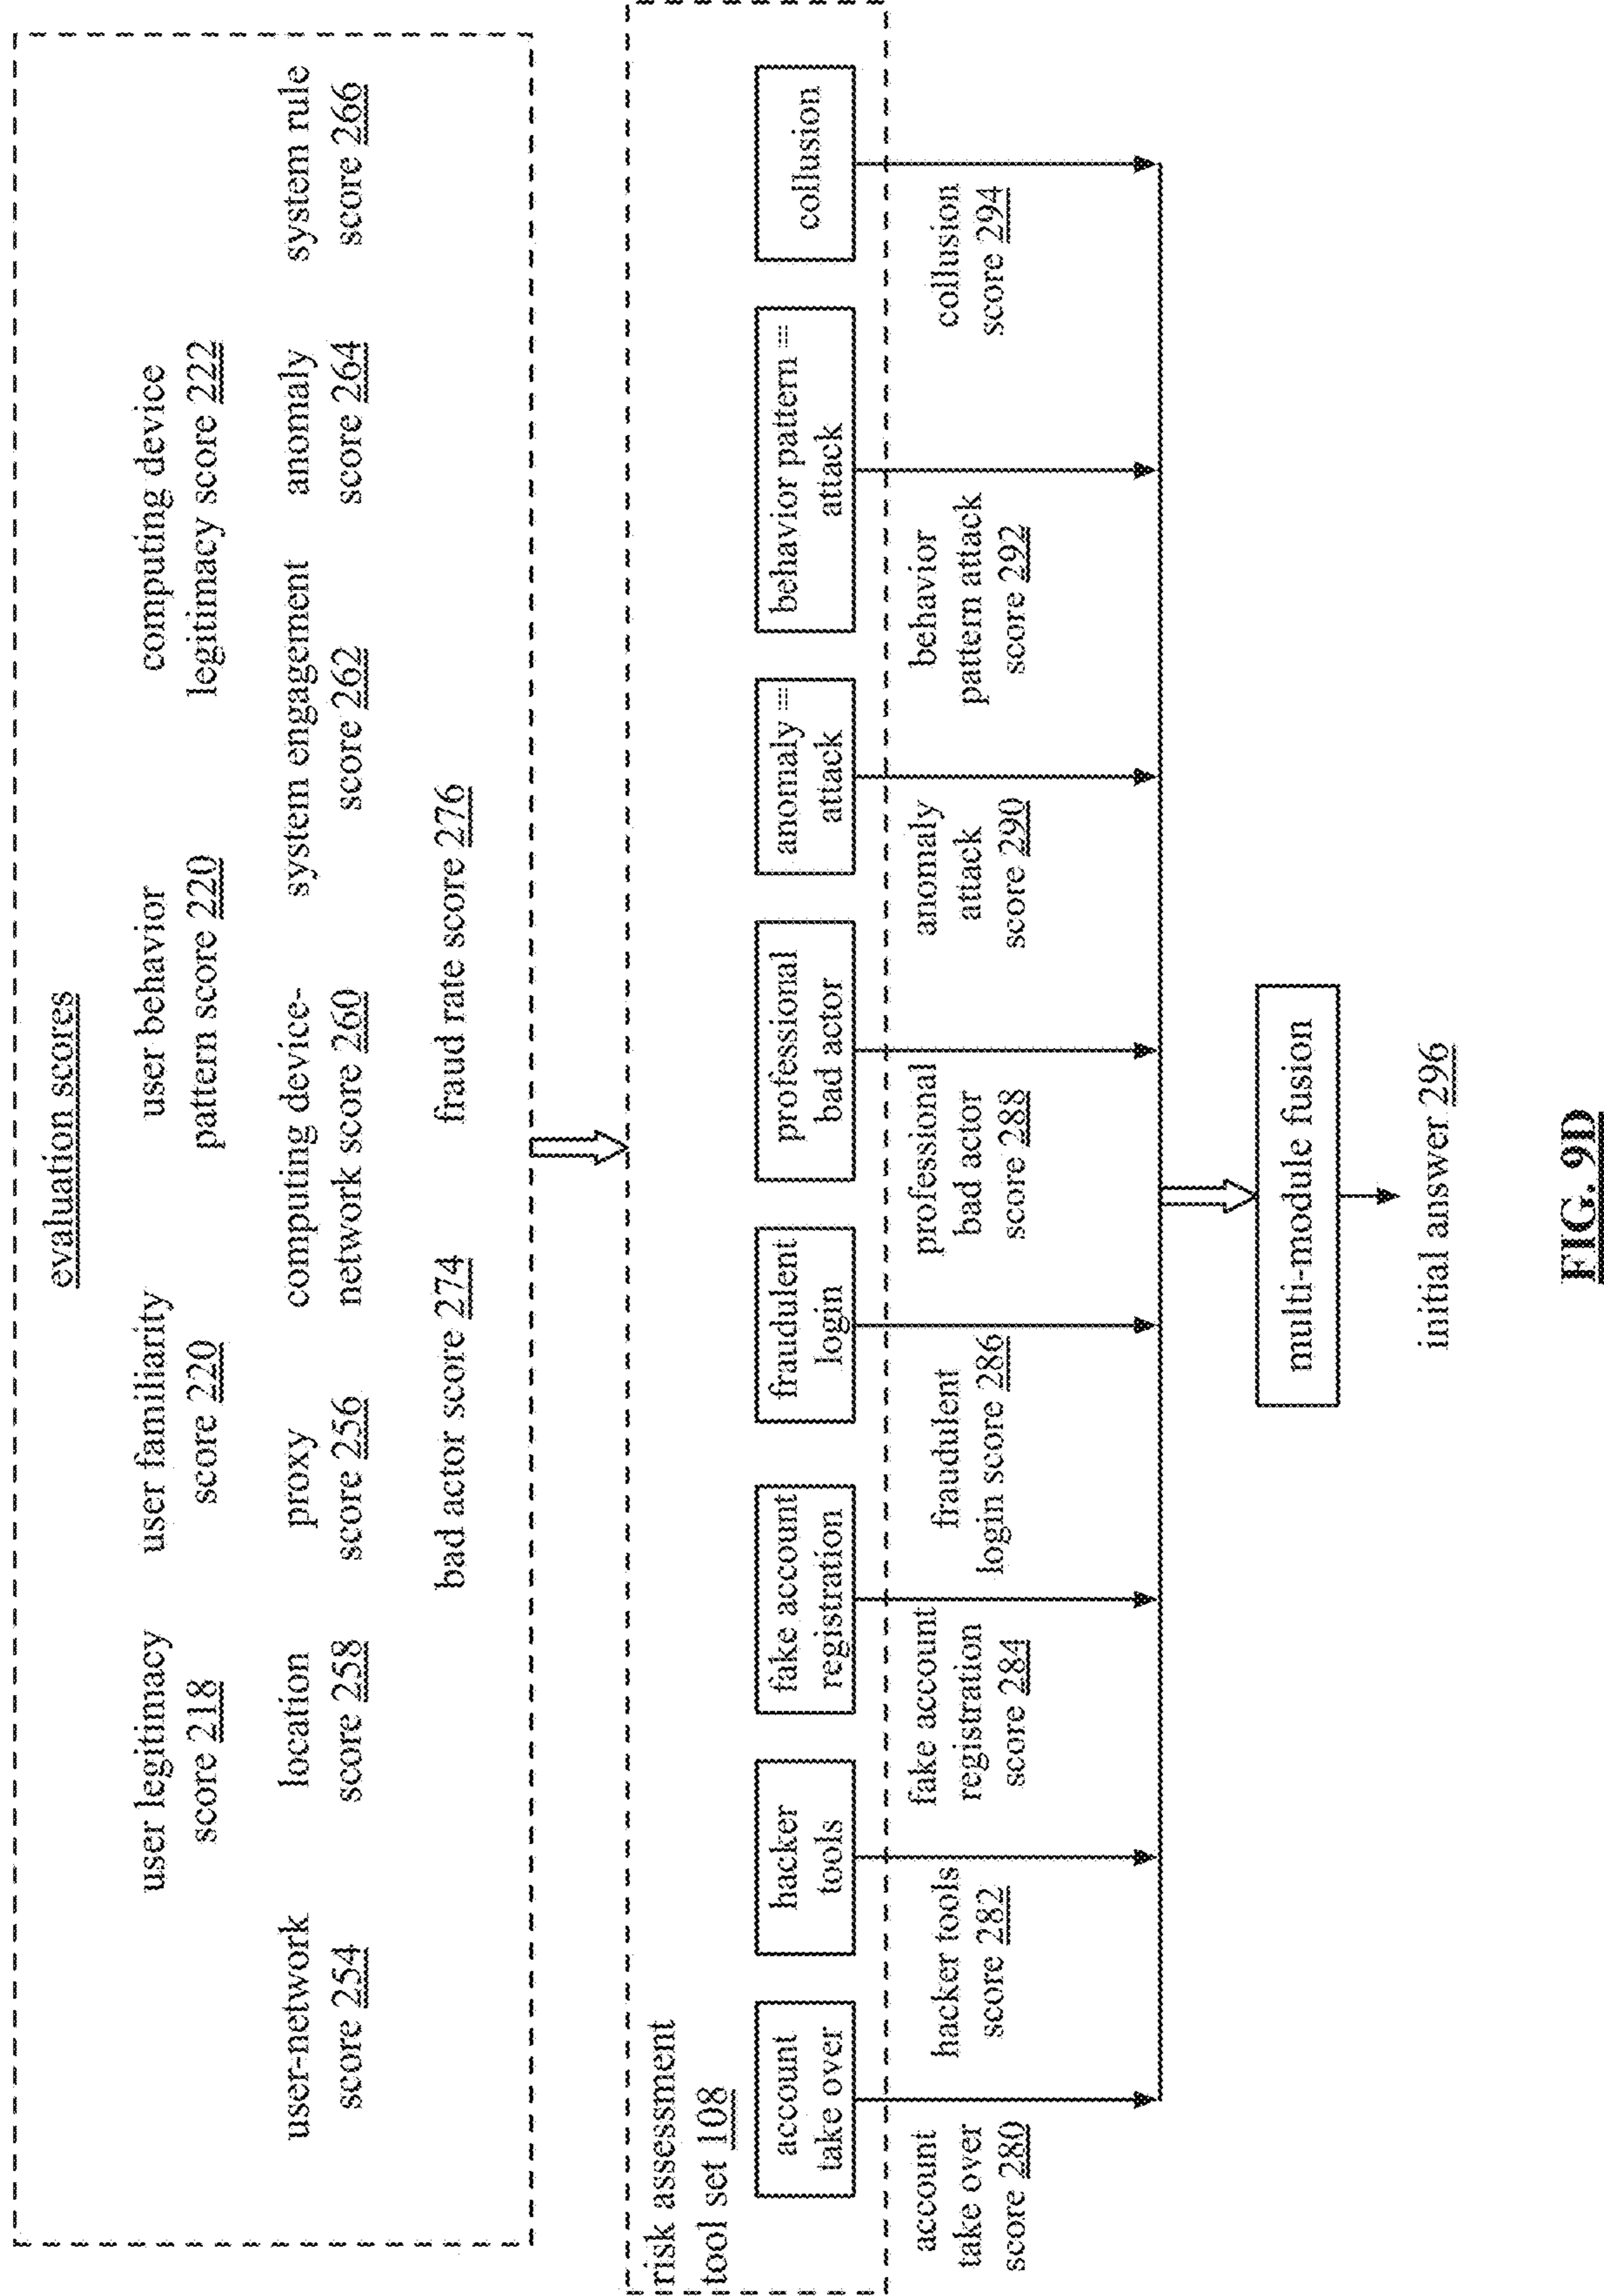 evaluation scores
user legitimacy
score 218
user familiarity
score 220
user behavior
pattern score 220
computing device
legitimacy score 222
user-network
score 254
location
score 258
proxy
score 256
computing device-
network score 260
system engagement
score 262
anomaly
score 264
system rule
score 266
bad actor score 274
fraud rate score 276
risk assessment
tool set 108
account
take over
hacker
tools
fake account
registration
fraudulent
login
professional
bad actor
anomaly =
attack
behavior pattern =
attack
collusion
account
take over
score 280
hacker tools
score 282
fake account
registration
score 284
fraudulent
login score 286
professional
bad actor
score 288
anomaly
attack
score 290
behavior
pattern attack
score 292
collusion
score 294
multi-module fusion
initial answer 296
FIG. 9D